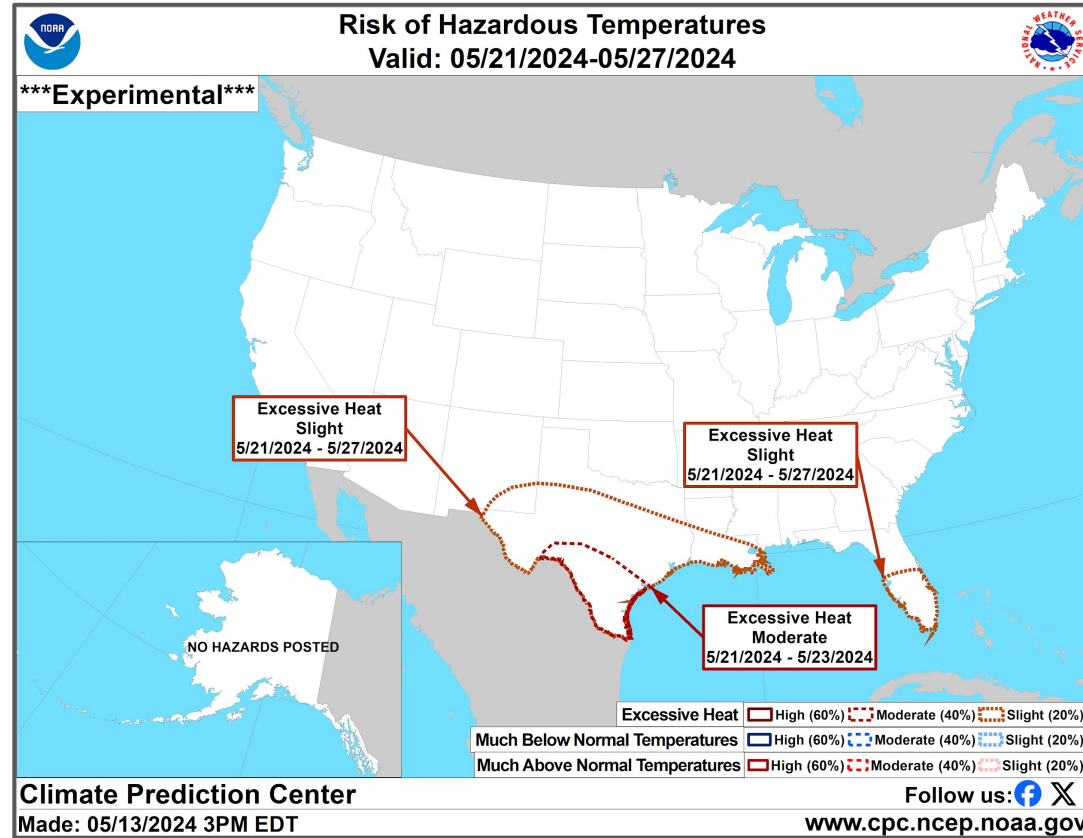 NOAA
Risk of Hazardous Temperatures
Valid: 05/21/2024-05/27/2024
NATIONAL WEATHER SERVICE
***Experimental***
Excessive Heat
Slight
5/21/2024 - 5/27/2024
Excessive Heat
Slight
5/21/2024 - 5/27/2024
Excessive Heat
Moderate
5/21/2024 - 5/23/2024
NO HAZARDS POSTED
Excessive Heat High (60%) Moderate (40%) Slight (20%)
Much Below Normal Temperatures High (60%) Moderate (40%) Slight (20%)
Much Above Normal Temperatures High (60%) Moderate (40%) Slight (20%)
Climate Prediction Center
Follow us:
Made: 05/13/2024 3PM EDT
www.cpc.ncep.noaa.gov